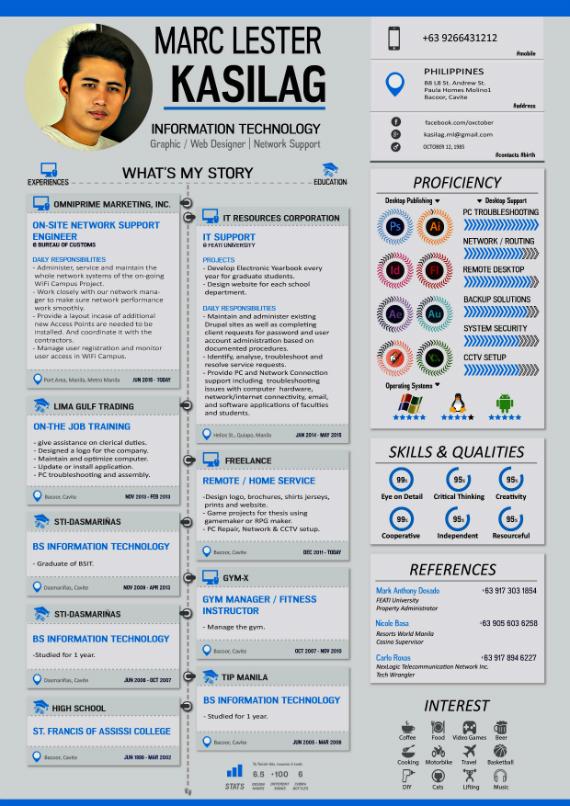 MARC LESTER
KASILAG
INFORMATION TECHNOLOGY
Graphic / Web Designer | Network Support
+63 9266431212
#mobile
PHILIPPINES
B8 L8 St. Andrew St.
Paula Homes Molino1
Bacoor, Cavite
#address
facebook.com/oxctober
kasilag.ml@gmail.com
OCTOBER 12, 1985
#contacts #birth
WHAT'S MY STORY
EXPERIENCES
EDUCATION
OMNIPRIME MARKETING, INC.
ON-SITE NETWORK SUPPORT
ENGINEER
@ BUREAU OF CUSTOMS
DAILY RESPONSIBILITIES
- Administer, service and maintain the
whole network systems of the on-going
WiFi Campus Project.
- Work closely with our network mana-
ger to make sure network performance
work smoothly.
- Provide a layout incase of additional
new Access Points are needed to be
installed. And coordinate it with the
contractors.
- Manage user registration and monitor
user access in WiFi Campus.
Port Area, Manila, Metro Manila
JUN 2015 - TODAY
LIMA GULF TRADING
ON-THE JOB TRAINING
- give assistance on clerical duties.
- Designed a logo for the company.
- Maintain and optimize computer.
- Update or install application.
- PC troubleshooting and assembly.
Bacoor, Cavite
NOV 2013 - FEB 2013
STI-DASMARIÑAS
BS INFORMATION TECHNOLOGY
- Graduate of BSIT.
Dasmariñas, Cavite
NOV 2009 - APR 2013
STI-DASMARIÑAS
BS INFORMATION TECHNOLOGY
-Studied for 1 year.
Dasmariñas, Cavite
JUN 2006 - OCT 2007
HIGH SCHOOL
ST. FRANCIS OF ASSISSI COLLEGE
Bacoor, Cavite
JUN 1998 - MAR 2002
IT RESOURCES CORPORATION
IT SUPPORT
@ FEATI UNIVERSITY
PROJECTS
- Develop Electronic Yearbook every
year for graduate students.
- Design website for each school
department.
DAILY RESPONSIBILITIES
- Maintain and administer existing
Drupal sites as well as completing
client requests for password and user
account administration based on
documented procedures.
- Identify, analyse, troubleshoot and
resolve service requests.
- Provide PC and Network Connection
support including troubleshooting
issues with computer hardware,
network/internet connectivity, email,
and software applications of faculties
and students.
Helios St., Quiapo, Manila
JAN 2014 - MAY 2015
FREELANCE
REMOTE / HOME SERVICE
-Design logo, brochures, shirts jerseys,
prints and website.
- Game projects for thesis using
gamemaker or RPG maker.
- PC Repair, Network & CCTV setup.
Bacoor, Cavite
DEC 2011 - TODAY
GYM-X
GYM MANAGER / FITNESS
INSTRUCTOR
- Manage the gym.
Bacoor, Cavite
OCT 2007 - NOV 2010
TIP MANILA
BS INFORMATION TECHNOLOGY
- Studied for 1 year.
Bacoor, Cavite
STATS
6.5
+100
6
PROFICIENCY
Desktop Publishing
Desktop Support
Ps
Ai
Id
Fl
Ae
Au
PC TROUBLESHOOTING
NETWORK / ROUTING
REMOTE DESKTOP
BACKUP SOLUTIONS
SYSTEM SECURITY
CCTV SETUP
Operating Systems
SKILLS & QUALITIES
99% 95% 95%
Eye on Detail Critical Thinking Creativity
99% 95% 95%
Cooperative Independent Resourceful
REFERENCES
Mark Anthony Dosado +63 917 303 1854
FEATI University
Property Administrator
Nicole Basa +63 905 603 6258
Resorts World Manila
Casino Supervisor
Carlo Roxas +63 917 894 6227
NexLogic Telecommunication Network Inc.
Tech Wrangler
INTEREST
Coffee Food Video Games Beer
Cooking Motorbike Travel Basketball
DIY Cats Lifting Music